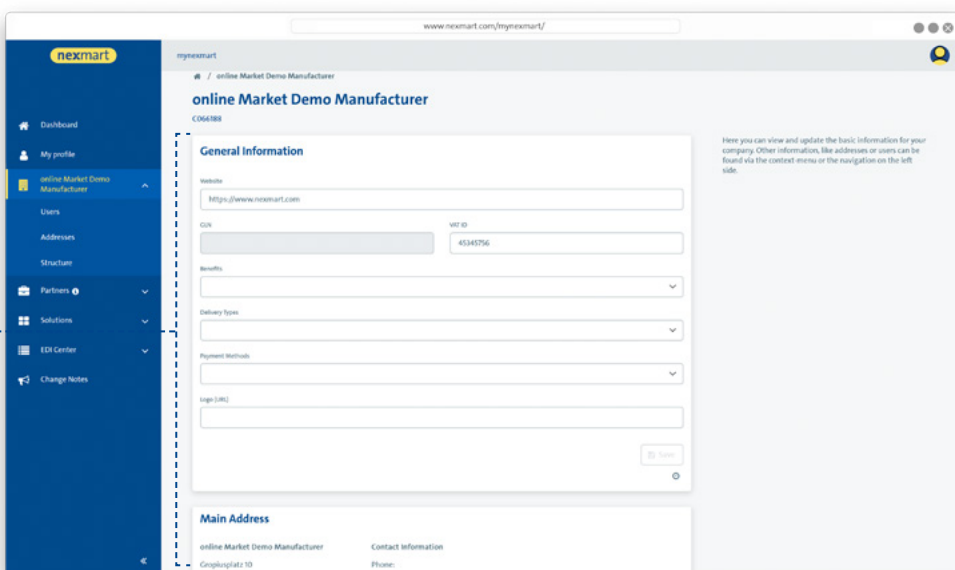 www.nexmart.com/mynexmart/
nexmart
mynexmart
/ online Market Demo Manufacturer
online Market Demo Manufacturer
C066188
Dashboard
My profile
online Market Demo
Manufacturer
Users
Addresses
Structure
Partners
Solutions
EDI Center
Change Notes
General Information
Website
https://www.nexmart.com
GLN
VAT ID
45345756
Benefits
Delivery Types
Payment Methods
Logo (URL)
Save
Here you can view and update the basic information for your
company. Other information, like addresses or users can be
found via the context menu or the navigation on the left
side.
Main Address
online Market Demo Manufacturer
Contact Information
Gropiusplatz 10
Phone: